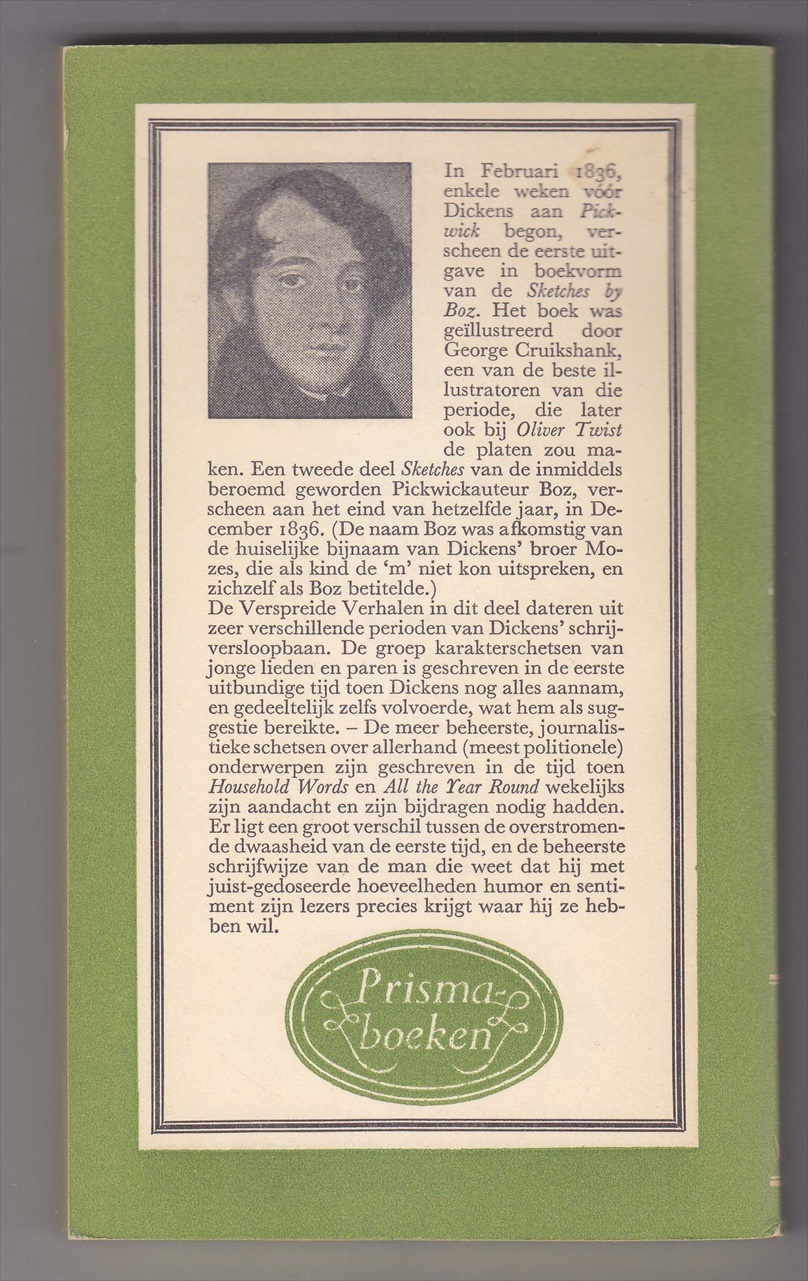 In Februari 1836,
enkele weken vóór
Dickens aan Pick-
wick begon, ver-
scheen de eerste uit-
gave in boekvorm
van de Sketches by
Boz. Het boek was
geïllustreerd door
George Cruikshank,
een van de beste il-
lustratoren van die
periode, die later
ook bij Oliver Twist
de platen zou ma-
ken. Een tweede deel Sketches van de inmiddels
beroemd geworden Pickwickauteur Boz, ver-
scheen aan het eind van hetzelfde jaar, in De-
cember 1836. (De naam Boz was afkomstig van
de huiselijke bijnaam van Dickens’ broer Mo-
zes, die als kind de ‘m’ niet kon uitspreken, en
zichzelf als Boz betitelde.)
De Verspreide Verhalen in dit deel dateren uit
zeer verschillende perioden van Dickens’ schrij-
versloopbaan. De groep karakterschetsen van
jonge lieden en paren is geschreven in de eerste
uitbundige tijd toen Dickens nog alles aannam,
en gedeeltelijk zelfs volvoerde, wat hem als sug-
gestie bereikte. – De meer beheerste, journalis-
tieke schetsen over allerhand (meest politionele)
onderwerpen zijn geschreven in de tijd toen
Household Words en All the Year Round wekelijks
zijn aandacht en zijn bijdragen nodig hadden.
Er ligt een groot verschil tussen de overstromen-
de dwaasheid van de eerste tijd, en de beheerste
schrijfwijze van de man die weet dat hij met
juist-gedoseerde hoeveelheden humor en senti-
ment zijn lezers precies krijgt waar hij ze heb-
ben wil.
Prisma-
boeken